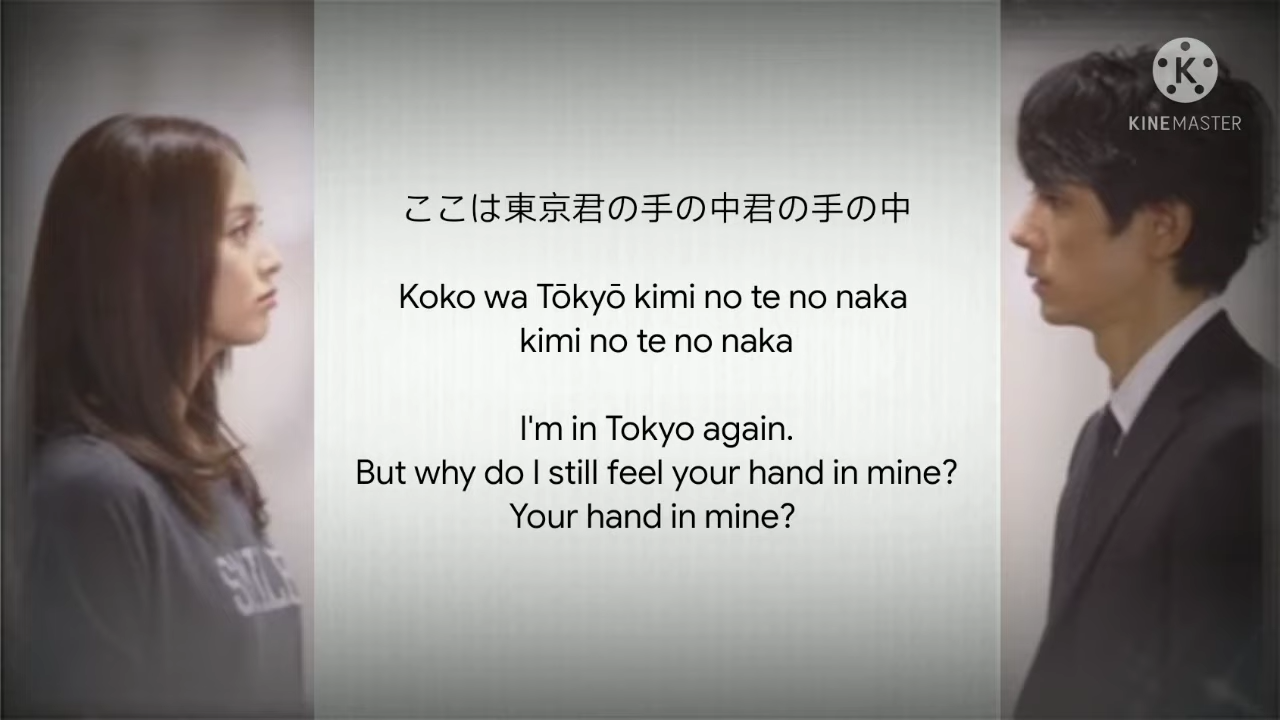 KINEMASTER
ここは東京君の手の中君の手の中
Koko wa Tōkyō kimi no te no naka
kimi no te no naka
I'm in Tokyo again.
But why do I still feel your hand in mine?
Your hand in mine?